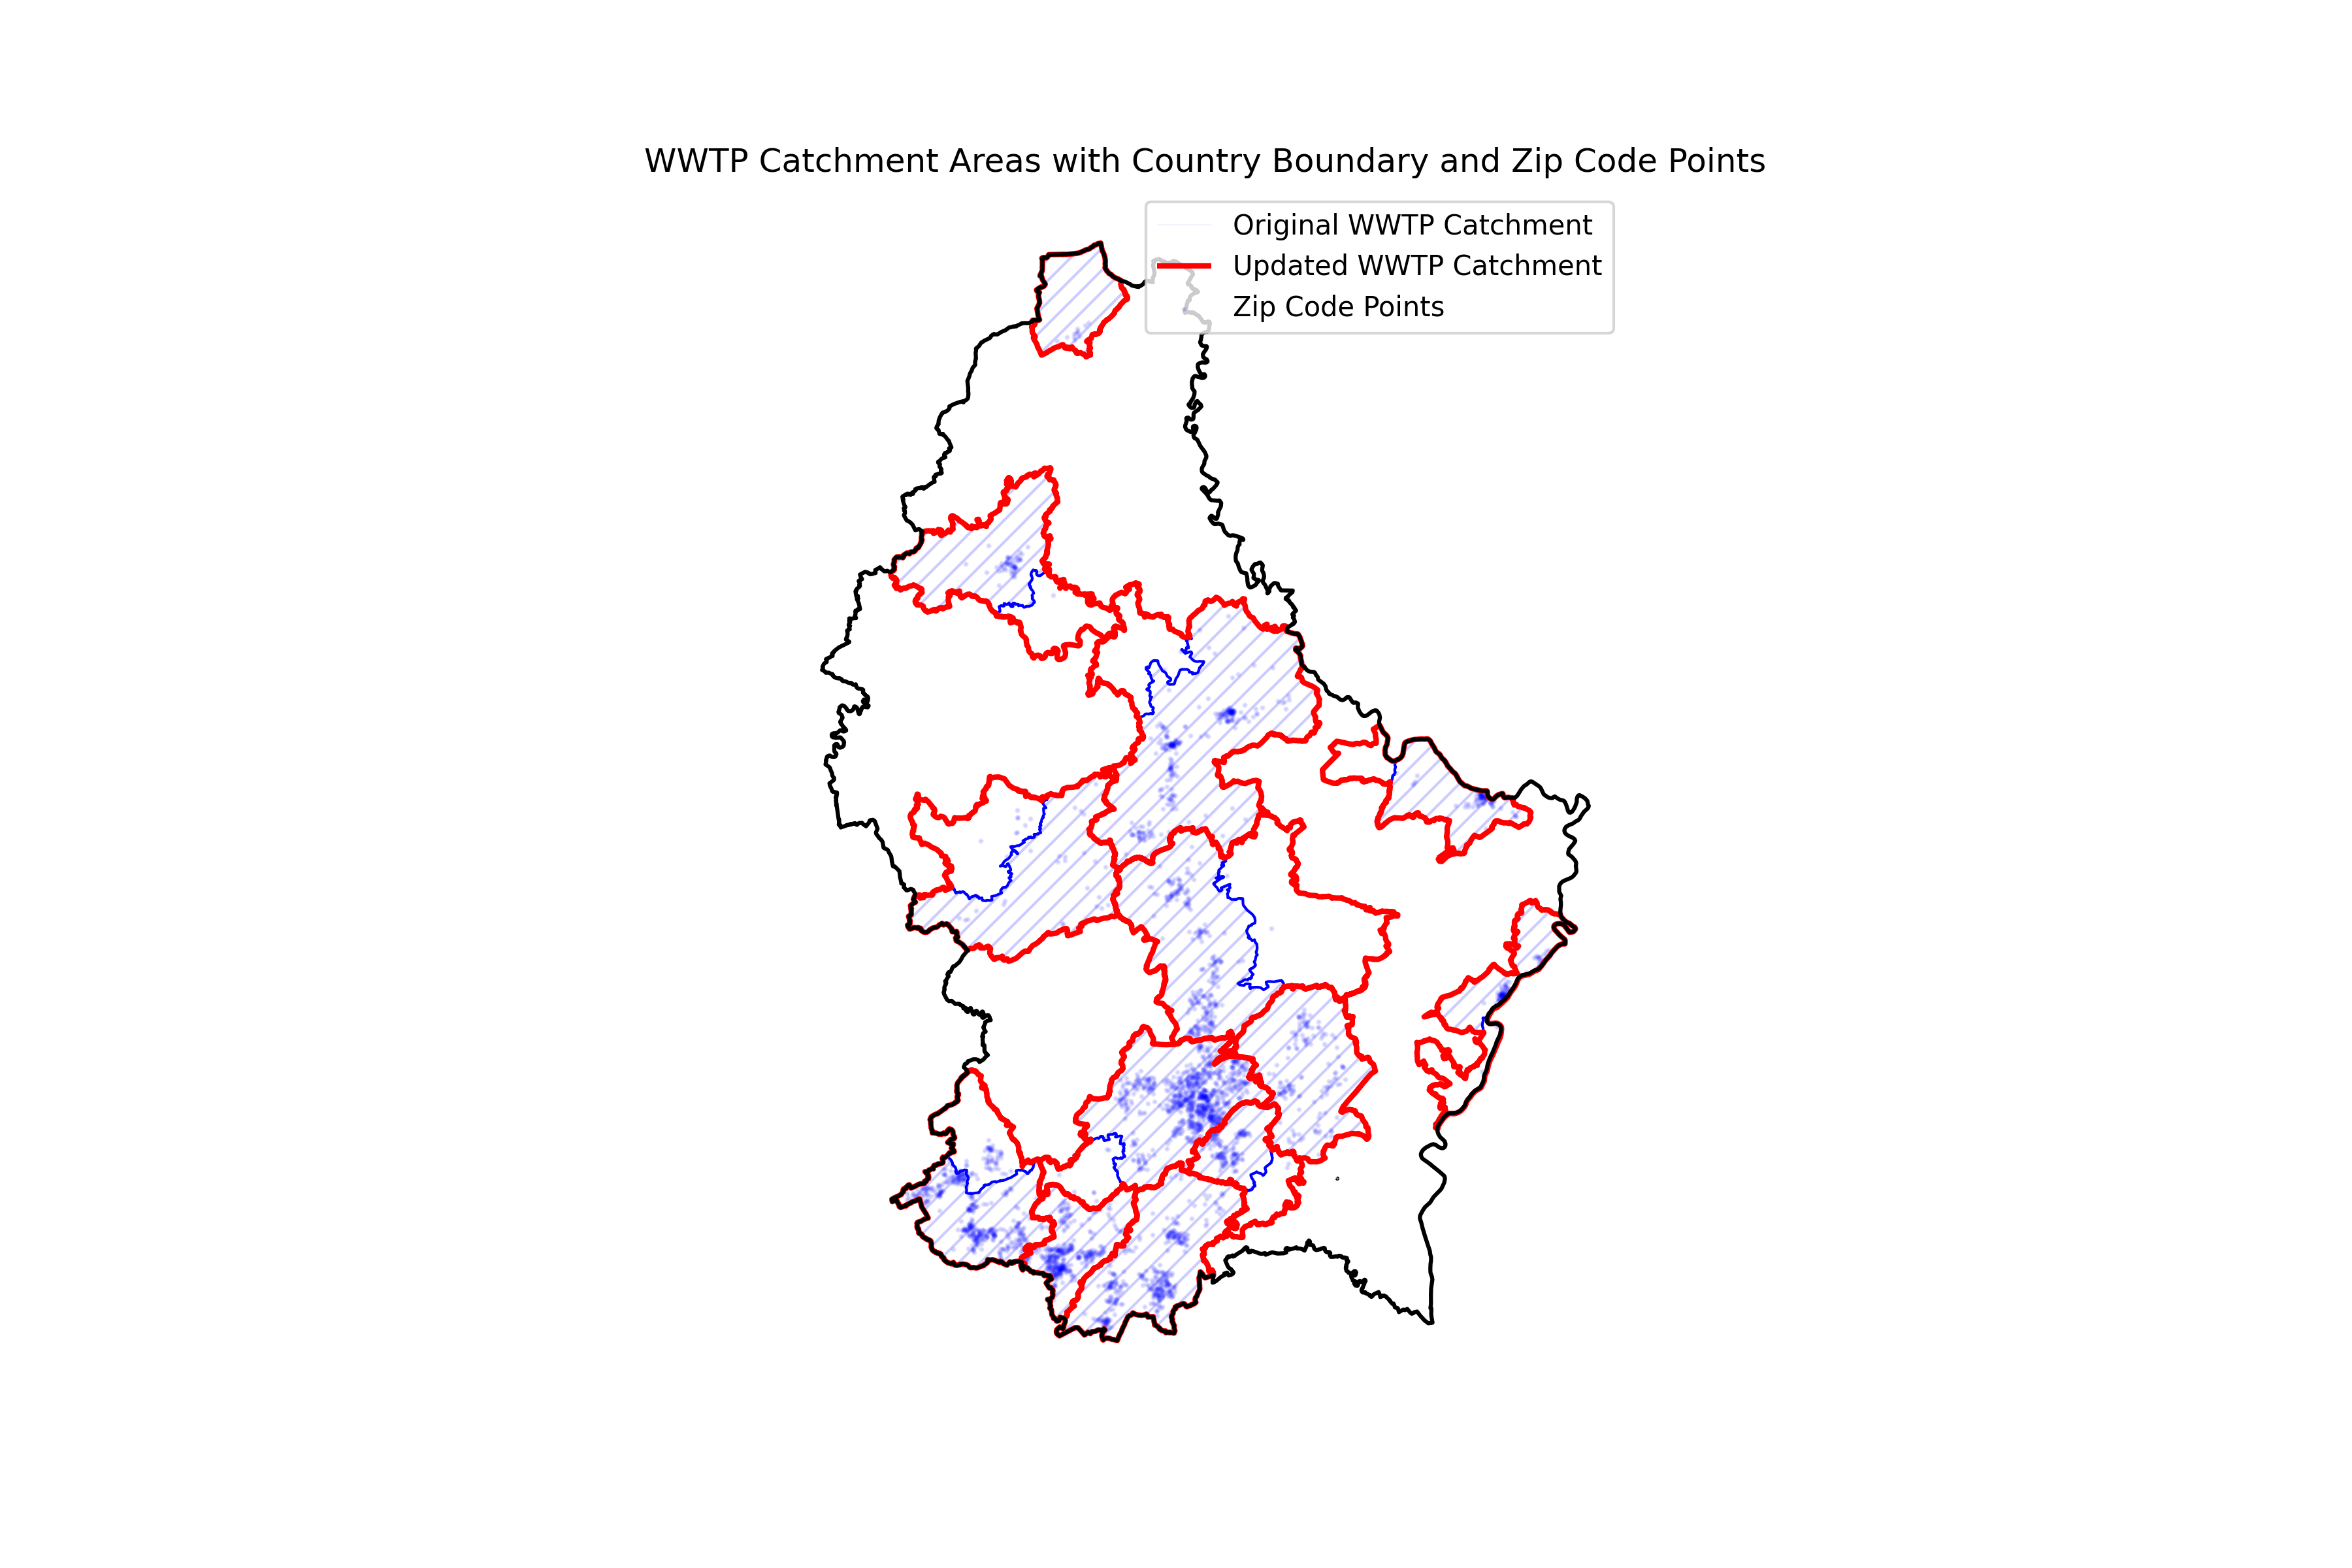 WWTP Catchment Areas with Country Boundary and Zip Code Points
Original WWTP Catchment
Updated WWTP Catchment
Zip Code Points